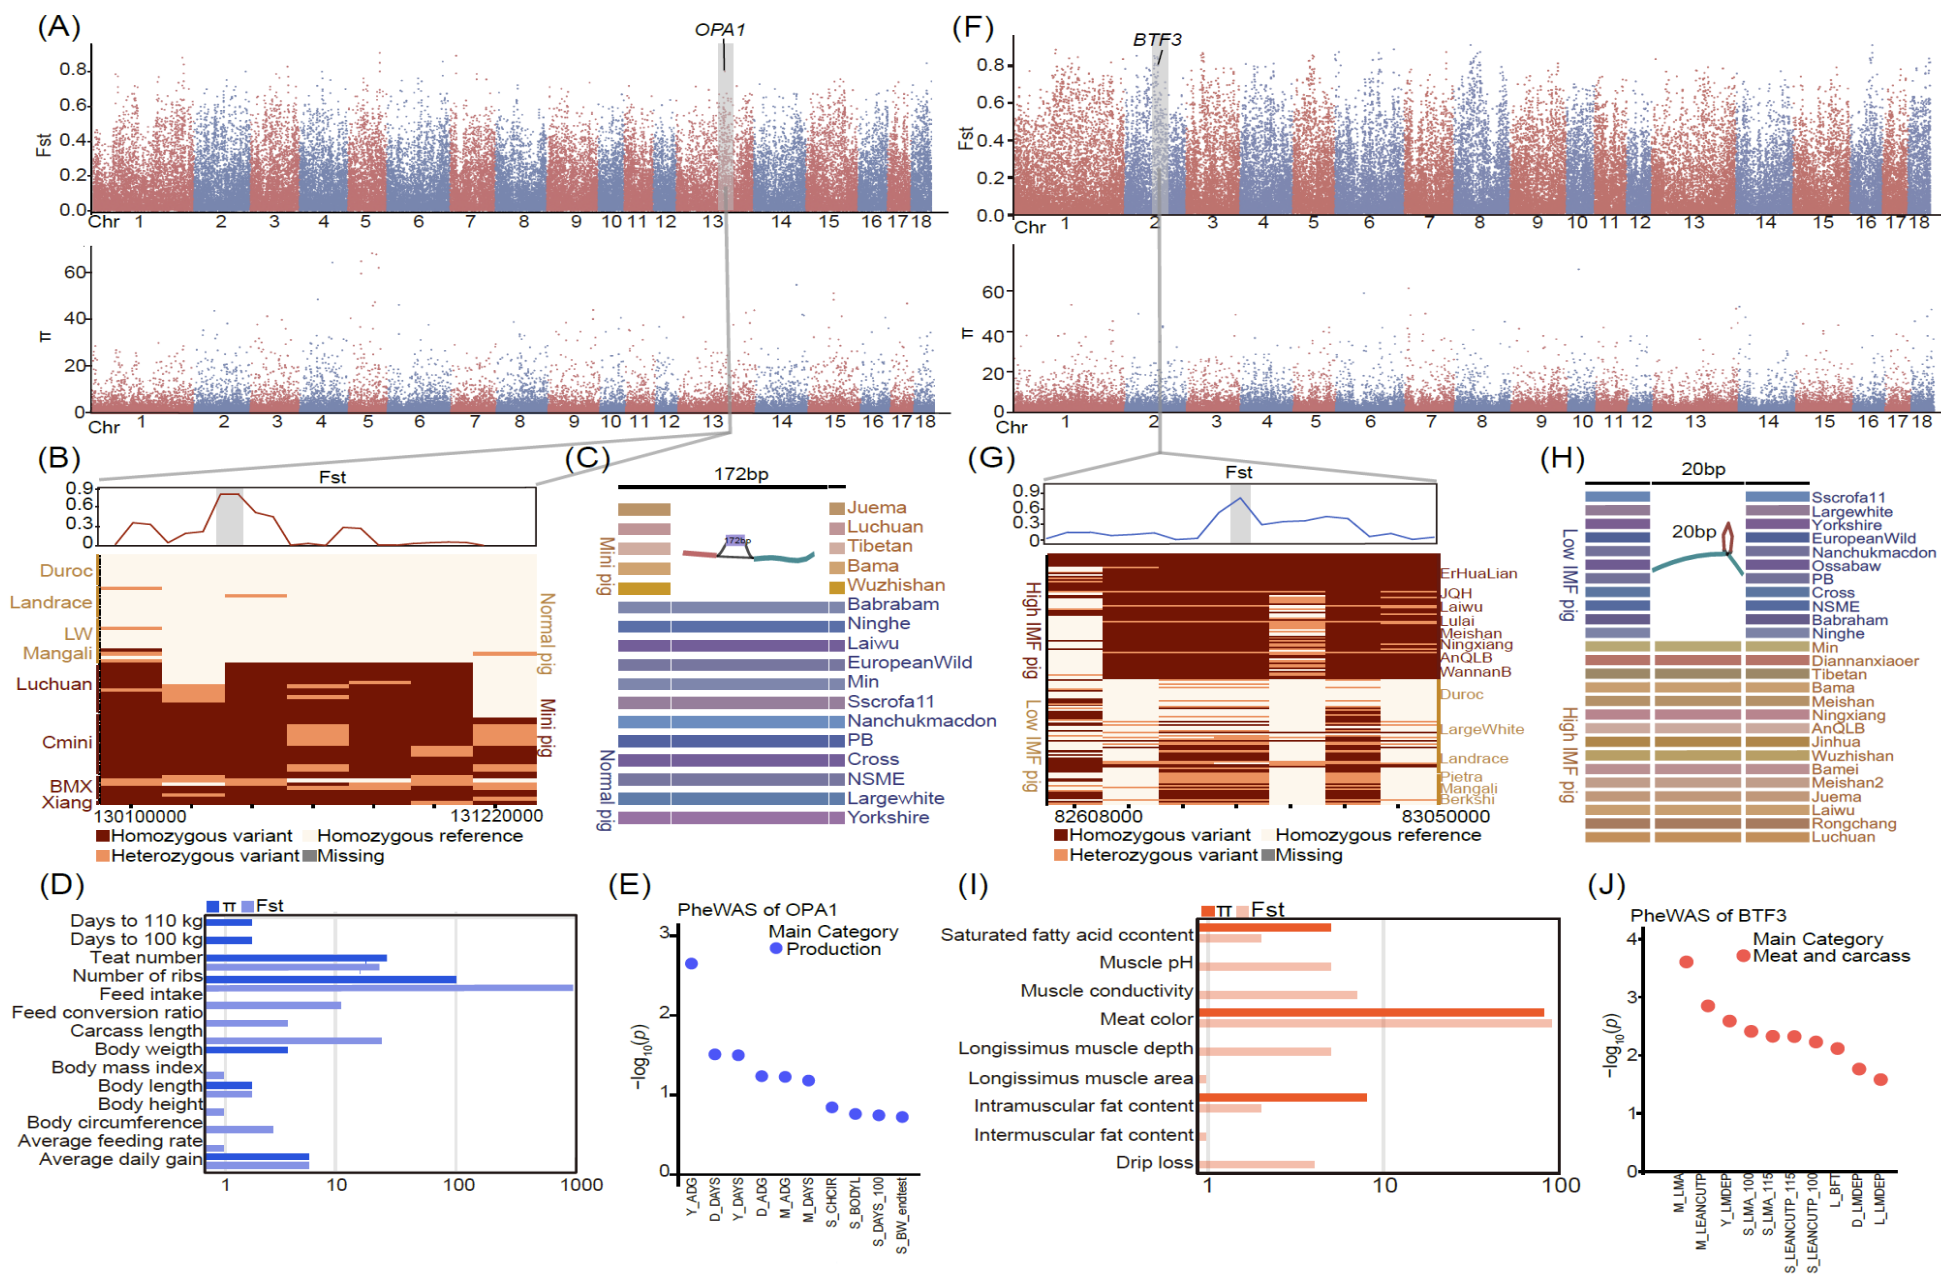 (A)
OPA1
Fst
0.8
0.6
0.4
0.2
0.0
Chr 1 2 3 4 5 6 7 8 9 10 11 12 13 14 15 16 17 18
π
60
40
20
0
Chr 1 2 3 4 5 6 7 8 9 10 11 12 13 14 15 16 17 18
(F)
BTF3
Fst
0.8
0.6
0.4
0.2
0.0
Chr 1 2 3 4 5 6 7 8 9 10 11 12 13 14 15 16 17 18
π
60
40
20
0
Chr 1 2 3 4 5 6 7 8 9 10 11 12 13 14 15 16 17 18
(B)
Fst
0.9
0.6
0.3
0
Duroc
Landrace
LW
Mangali
Luchuan
Cmini
BMX
Xiang
Normal pig
Mini pig
130100000 131220000
Homozygous variant Homozygous reference
Heterozygous variant Missing
(C)
172bp
172bp
Mini pig
Normal pig
Juema
Luchuan
Tibetan
Bama
Wuzhishan
Babrabam
Ninghe
Laiwu
EuropeanWild
Min
Sscrofa11
Nanchukmacdon
PB
Cross
NSME
Largewhite
Yorkshire
(G)
Fst
0.9
0.6
0.3
0
High IMF pig
Low IMF pig
ErHuaLian
JQH
Laiwu
Lulai
Meishan
Ningxiang
AnQLB
WannanB
Duroc
LargeWhite
Landrace
Pietra
Mangali
Berkshi
82608000 83050000
Homozygous variant Homozygous reference
Heterozygous variant Missing
(H)
20bp
20bp
Low IMF pig
High IMF pig
Sscrofa11
Largewhite
Yorkshire
EuropeanWild
Nanchukmacdon
Ossabaw
PB
Cross
NSME
Babraham
Ninghe
Min
Diannanxiaoer
Tibetan
Bama
Meishan
Ningxiang
AnQLB
Jinhua
Wuzhishan
Bamei
Meishan2
Juema
Laiwu
Rongchang
Luchuan
(D)
π Fst
Days to 110 kg
Days to 100 kg
Teat number
Number of ribs
Feed intake
Feed conversion ratio
Carcass length
Body weigth
Body mass index
Body length
Body height
Body circumference
Average feeding rate
Average daily gain
1 10 100 1000
(E)
PheWAS of OPA1
Main Category
Production
−log10(p)
3
2
1
0
Y_ADG
D_DAYS
Y_DAYS
D_ADG
M_ADG
M_DAYS
S_CHCIR
S_BODYL
S_DAYS_100
S_BW_endtest
(I)
π Fst
Saturated fatty acid ccontent
Muscle pH
Muscle conductivity
Meat color
Longissimus muscle depth
Longissimus muscle area
Intramuscular fat content
Intermuscular fat content
Drip loss
1 10 100
(J)
PheWAS of BTF3
Main Category
Meat and carcass
−log10(p)
4
3
2
1
0
M_LMA
M_LEANCUTP
Y_LMDEP
S_LMA_100
S_LMA_115
S_LEANCUTP_115
S_LEANCUTP_100
L_BFT
D_LMDEP
L_LMDEP